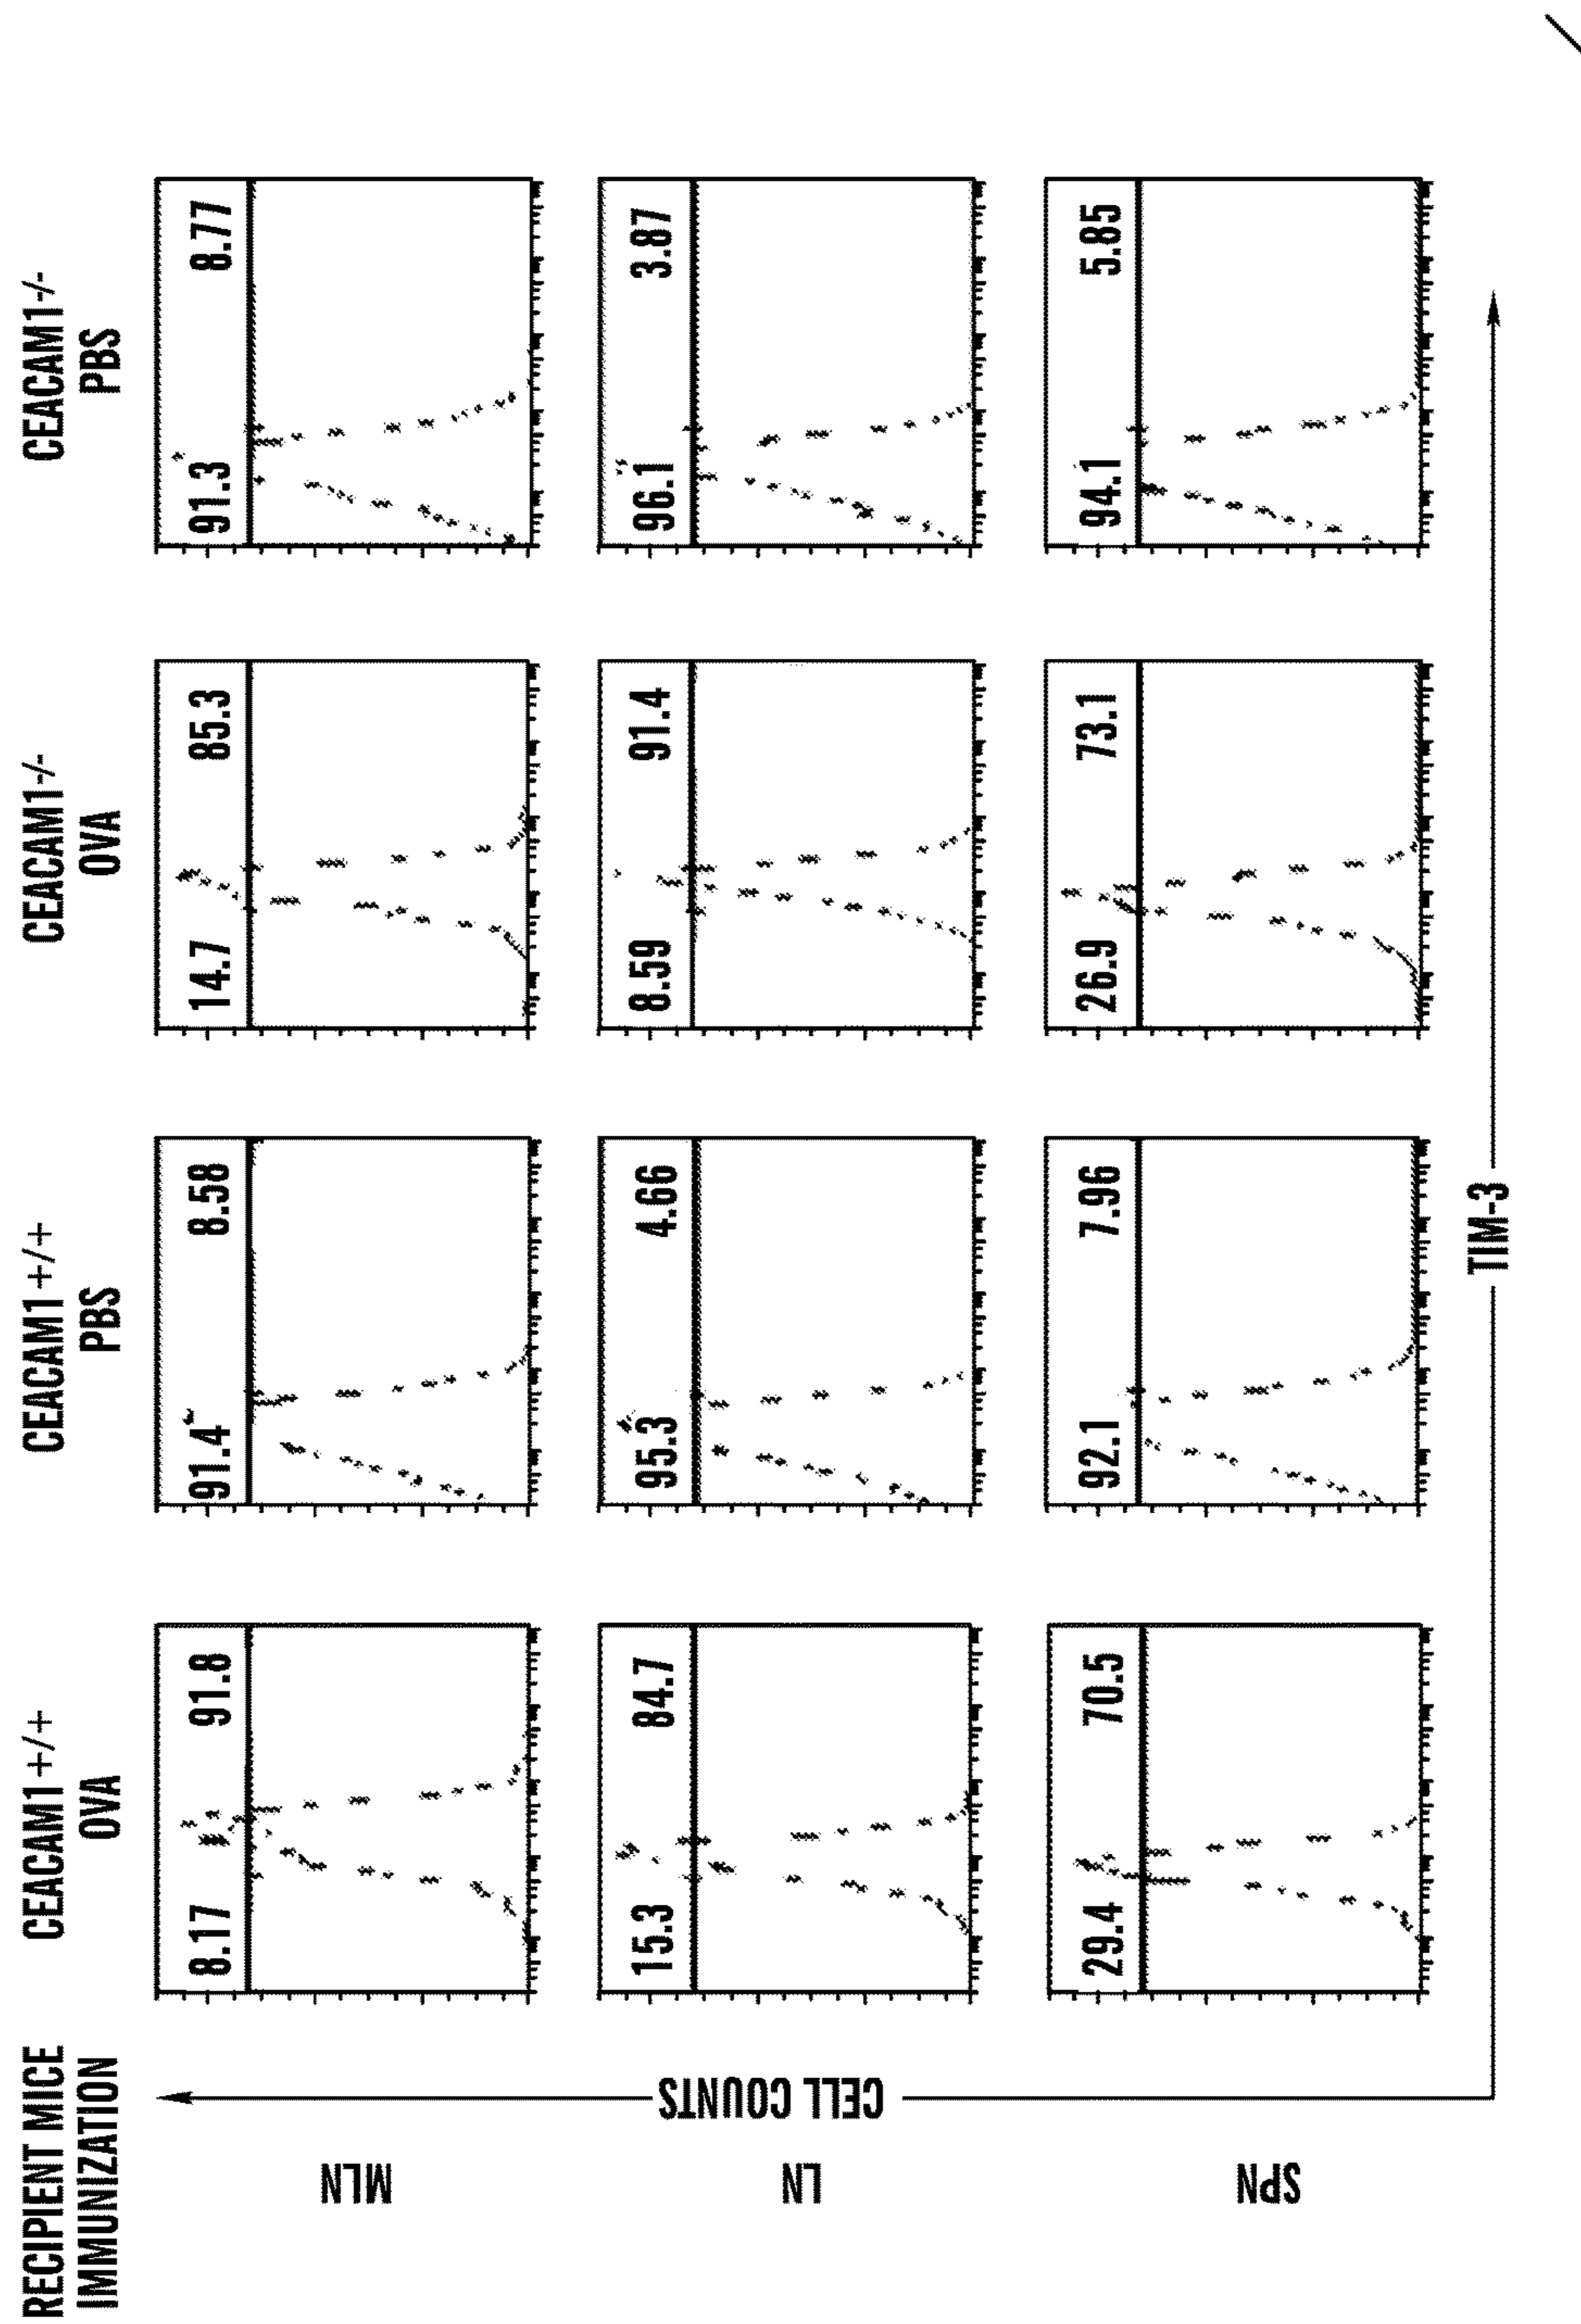 RECIPIENT MICE
IMMUNIZATION
CEACAM1+/+
OVA
CEACAM1+/+
PBS
CEACAM1-/-
OVA
CEACAM1-/-
PBS
MLN
8.17 91.8
91.4 8.58
14.7 85.3
91.3 8.77
LN
15.3 84.7
95.3 4.66
8.59 91.4
96.1 3.87
SPN
29.4 70.5
92.1 7.96
26.9 73.1
94.1 5.85
CELL COUNTS
TIM-3